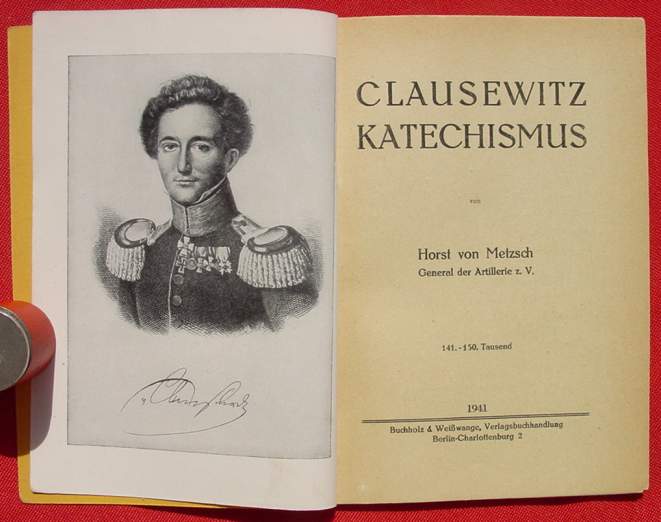 v. Clausewitz
CLAUSEWITZ
KATECHISMUS
von
Horst von Metzsch
General der Artillerie z. V.
141.-150. Tausend
1941
Buchholz & Weißwange, Verlagsbuchhandlung
Berlin-Charlottenburg 2